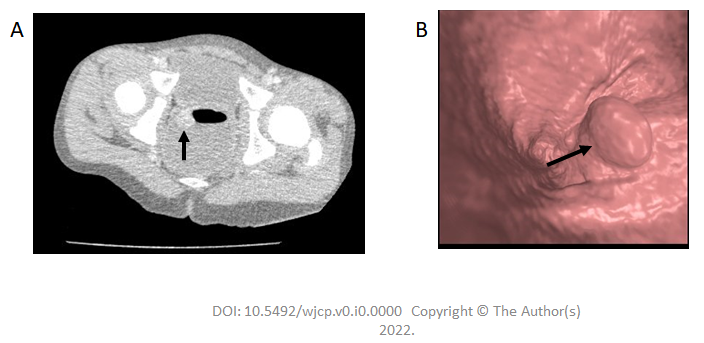 A
B
DOI: 10.5492/wjcp.v0.i0.0000 Copyright © The Author(s)
2022.